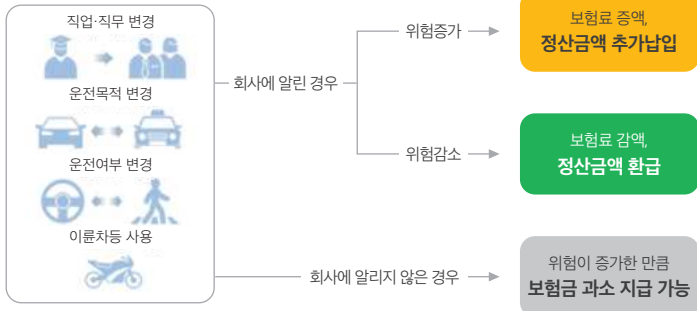 직업·직무 변경
운전목적 변경
운전여부 변경
이륜차등 사용
회사에 알린 경우
위험증가
보험료 증액,
정산금액 추가납입
위험감소
보험료 감액,
정산금액 환급
회사에 알리지 않은 경우
위험이 증가한 만큼
보험금 과소 지급 가능